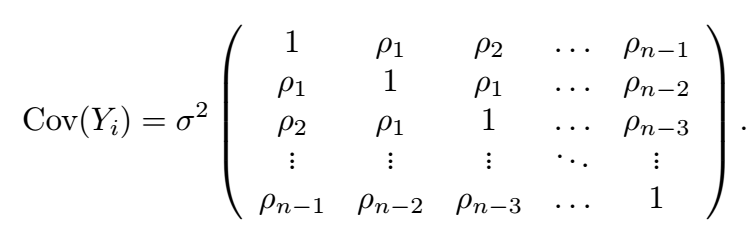 Cov(Y_i) = σ^2 ( 1 ρ_1 ρ_2 … ρ_{n−1}
ρ_1 1 ρ_1 … ρ_{n−2}
ρ_2 ρ_1 1 … ρ_{n−3}
⋮ ⋮ ⋮ ⋱ ⋮
ρ_{n−1} ρ_{n−2} ρ_{n−3} … 1 ) .